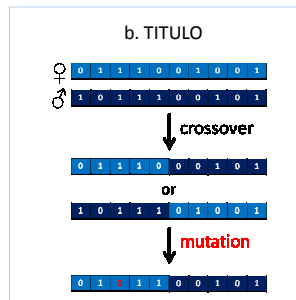 b. TITULO
♀ 0 1 1 1 0 0 1 0 0 1
♂ 1 0 1 1 1 0 0 1 0 1
crossover
0 1 1 1 0 0 0 1 0 1
or
1 0 1 1 1 0 1 0 0 1
mutation
0 1 1 1 0 0 1 0 1